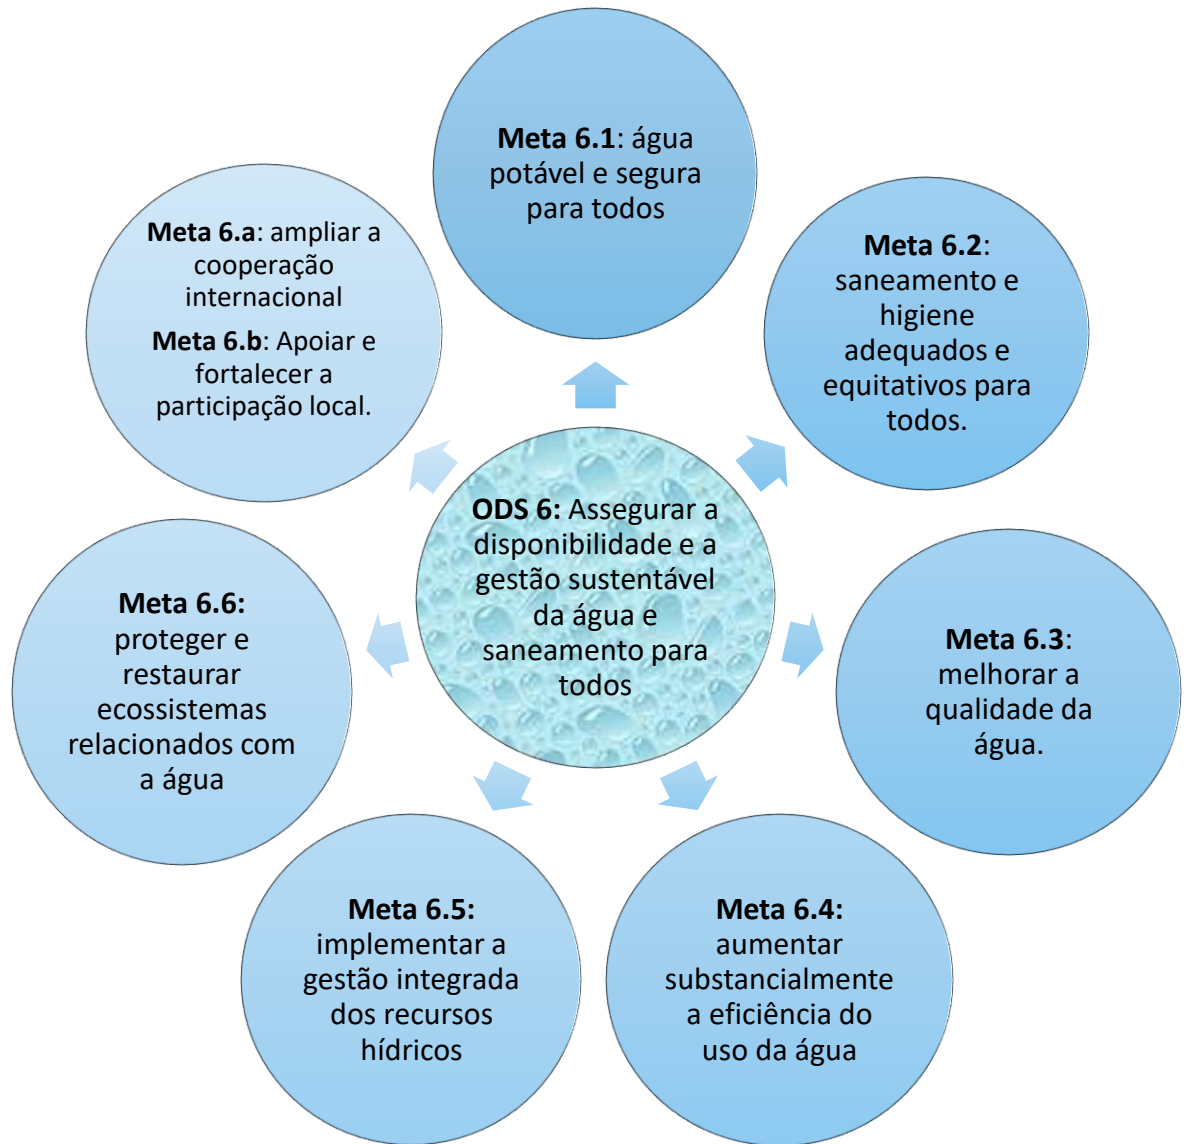 Meta 6.1: água
potável e segura
para todos
Meta 6.2:
saneamento e
higiene
adequados e
equitativos para
todos.
Meta 6.3:
melhorar a
qualidade da
água.
Meta 6.4:
aumentar
substancialmente
a eficiência do
uso da água
Meta 6.5:
implementar a
gestão integrada
dos recursos
hídricos
Meta 6.6:
proteger e
restaurar
ecossistemas
relacionados com
a água
Meta 6.a: ampliar a
cooperação
internacional
Meta 6.b: Apoiar e
fortalecer a
participação local.
ODS 6: Assegurar a
disponibilidade e a
gestão sustentável
da água e
saneamento para
todos